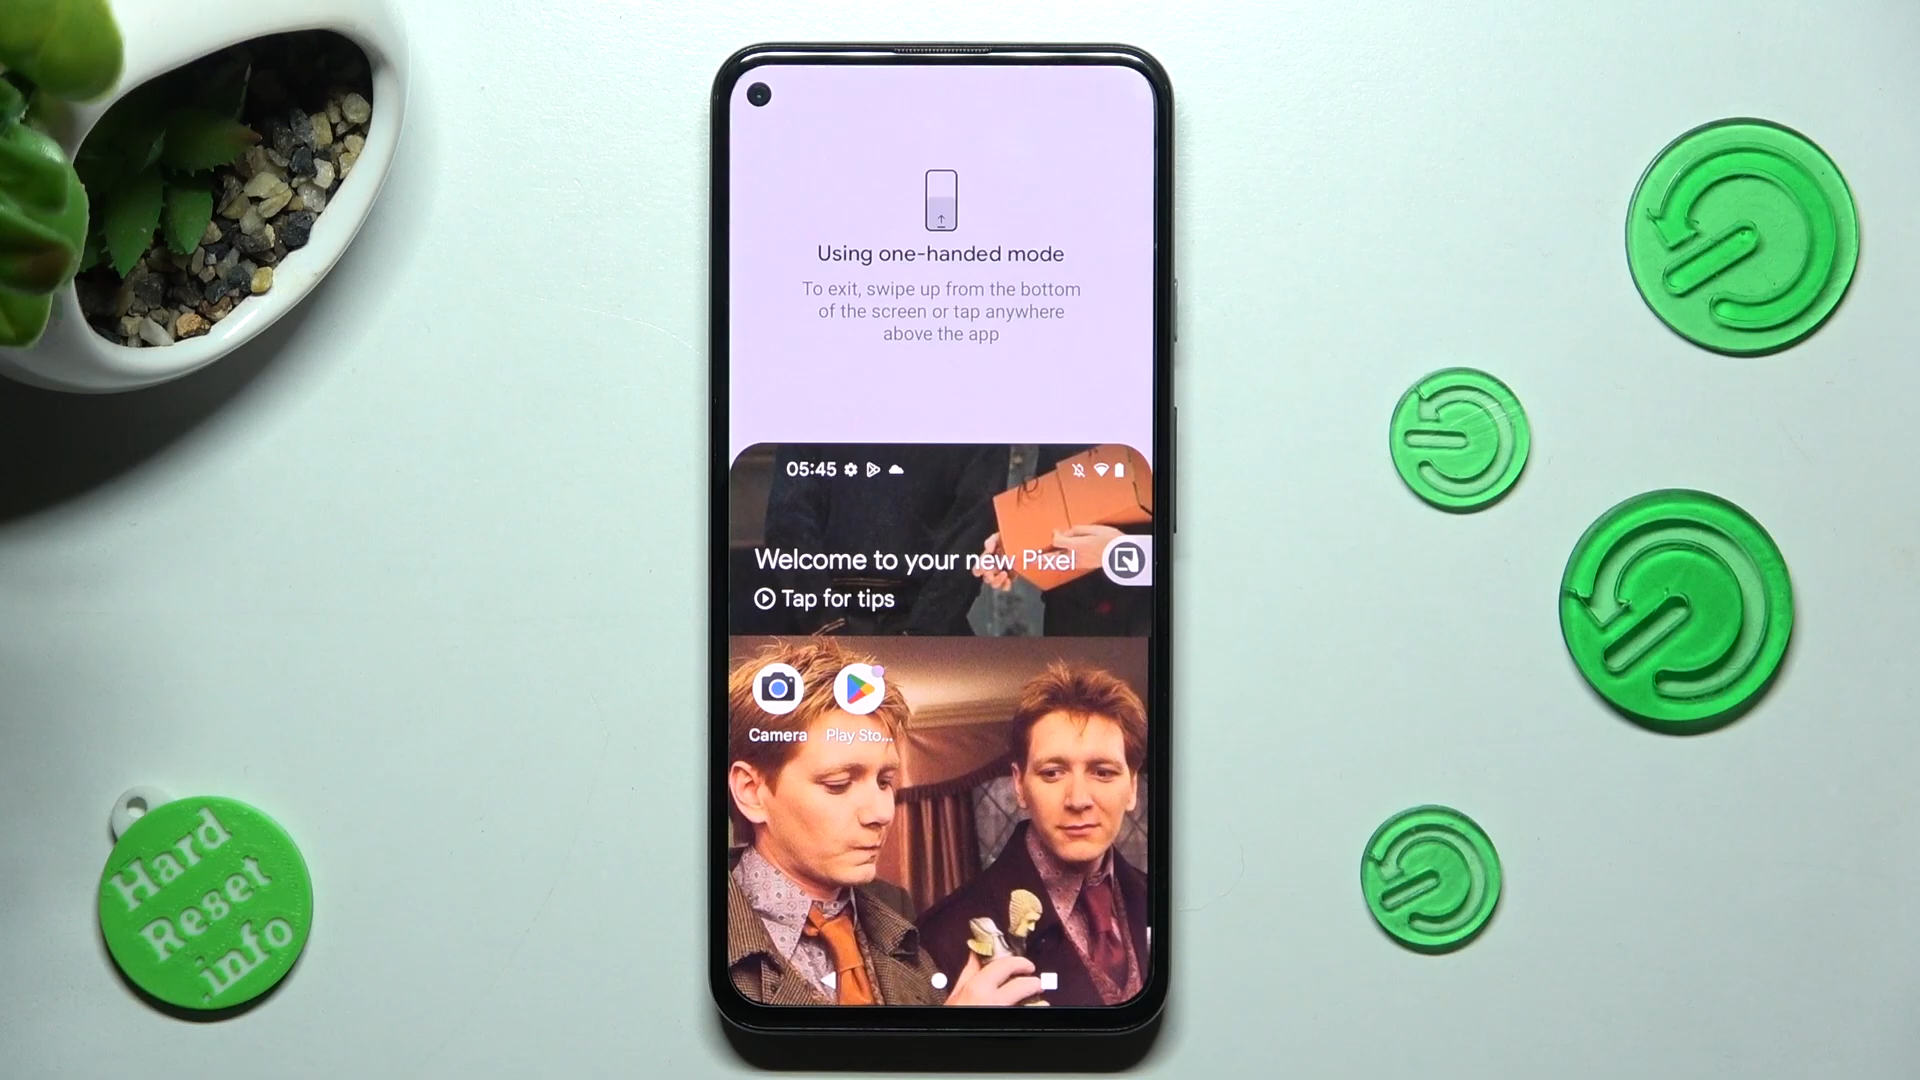 Using one-handed mode
To exit, swipe up from the bottom
of the screen or tap anywhere
above the app
05:45
Welcome to your new Pixel
Tap for tips
Camera
Play Sto...
Hard
Reset
.info